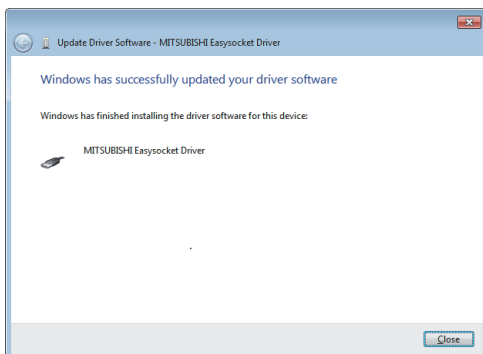 Update Driver Software - MITSUBISHI Easysocket Driver
Windows has successfully updated your driver software
Windows has finished installing the driver software for this device:
MITSUBISHI Easysocket Driver
Close